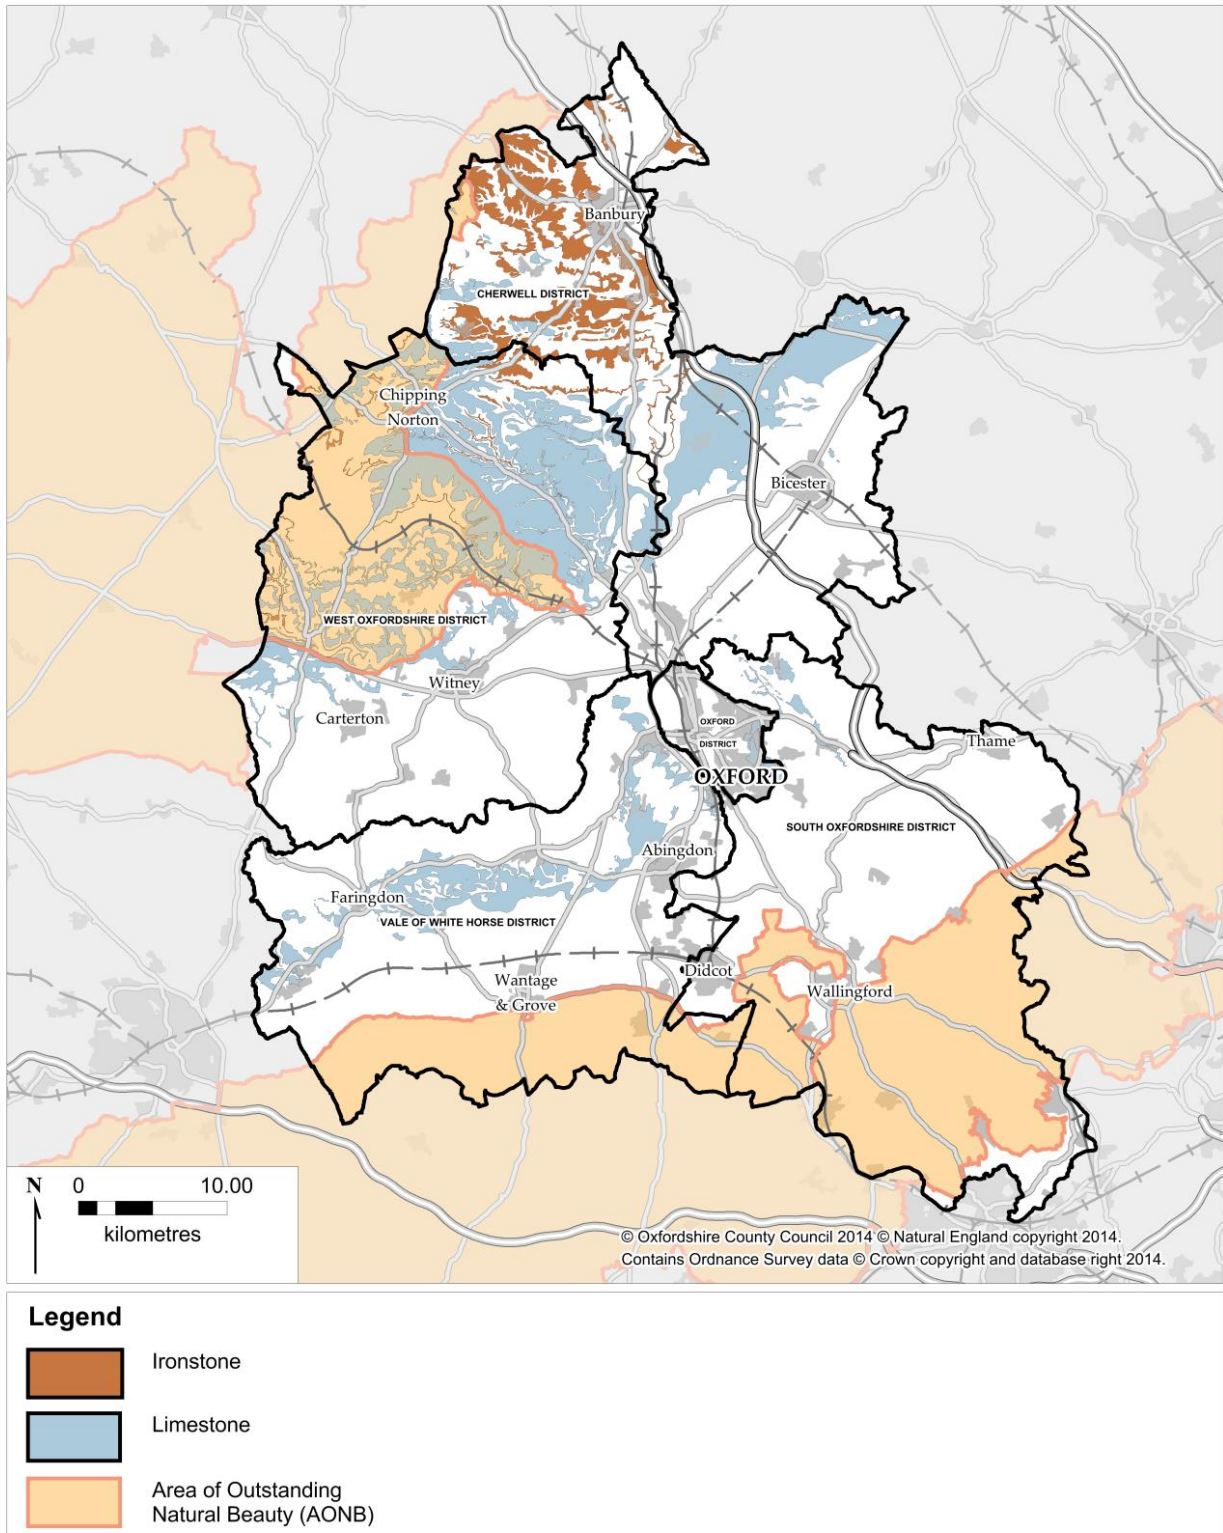 Banbury
CHERWELL DISTRICT
Chipping
Norton
Bicester
WEST OXFORDSHIRE DISTRICT
Witney
Carterton
OXFORD
DISTRICT
OXFORD
Thame
SOUTH OXFORDSHIRE DISTRICT
Abingdon
Faringdon
VALE OF WHITE HORSE DISTRICT
Didcot
Wantage
& Grove
Wallingford
N
0 10.00
kilometres
© Oxfordshire County Council 2014 © Natural England copyright 2014.
Contains Ordnance Survey data © Crown copyright and database right 2014.
Legend
Ironstone
Limestone
Area of Outstanding
Natural Beauty (AONB)